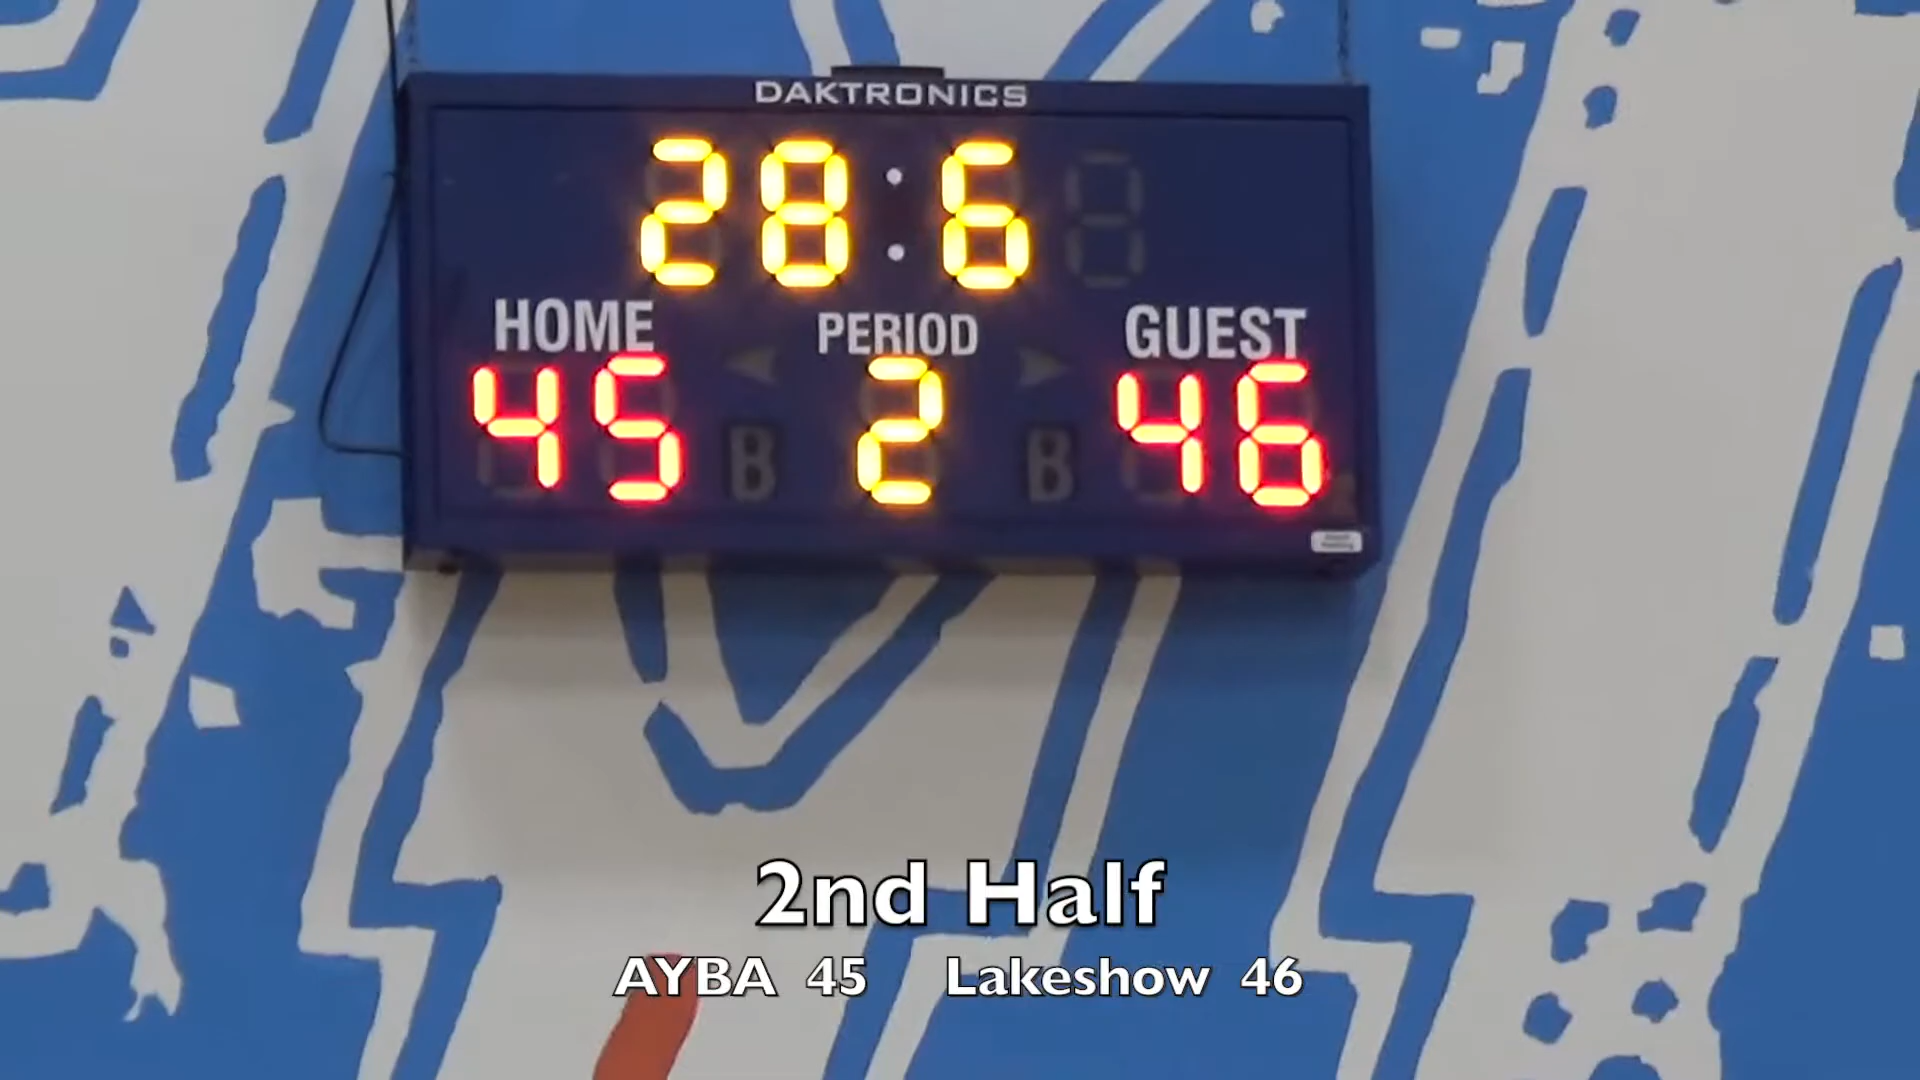 DAKTRONICS
28:6
HOME PERIOD GUEST
45 B 2 B 46
2nd Half
AYBA 45 Lakeshow 46